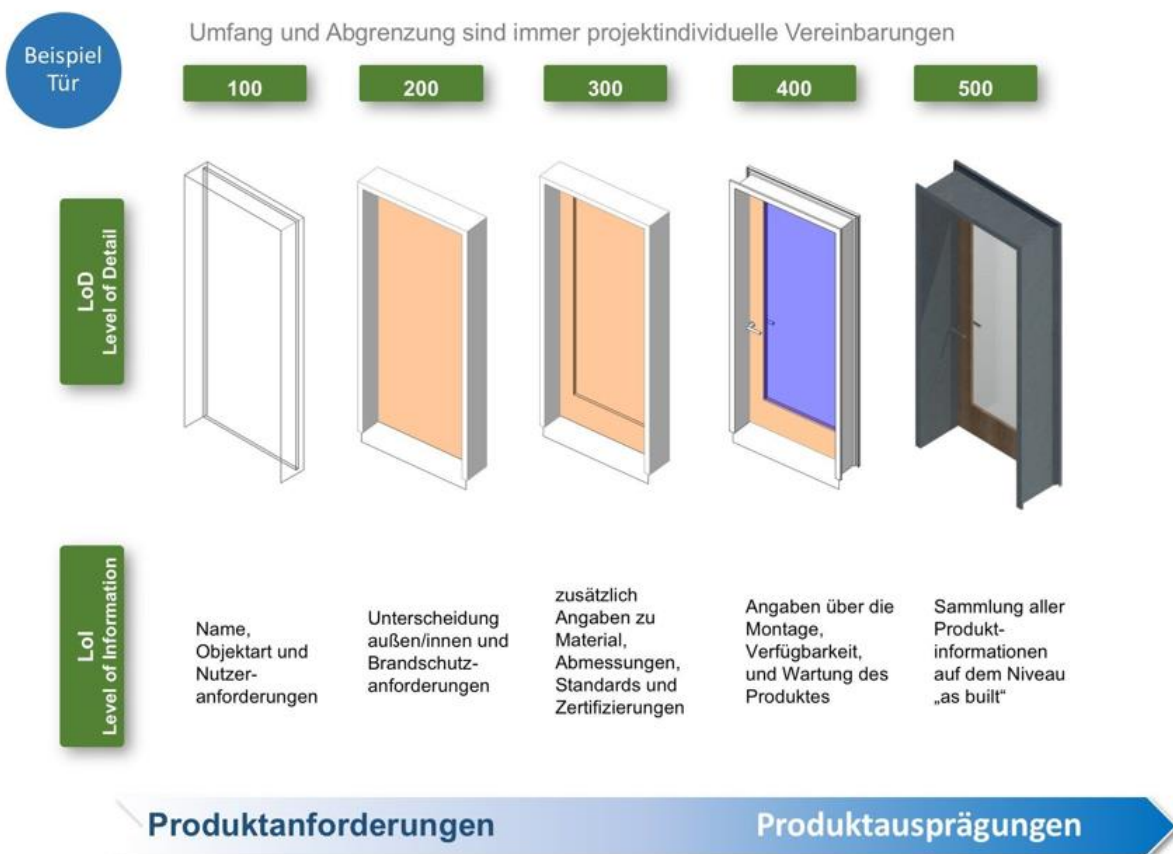 Beispiel
Tür
Umfang und Abgrenzung sind immer projektindividuelle Vereinbarungen
100
200
300
400
500
LoD
Level of Detail
LoI
Level of Information
Name,
Objektart und
Nutzer-
anforderungen
Unterscheidung
außen/innen und
Brandschutz-
anforderungen
zusätzlich
Angaben zu
Material,
Abmessungen,
Standards und
Zertifizierungen
Angaben über die
Montage,
Verfügbarkeit,
und Wartung des
Produktes
Sammlung aller
Produkt-
informationen
auf dem Niveau
„as built“
Produktanforderungen
Produktausprägungen